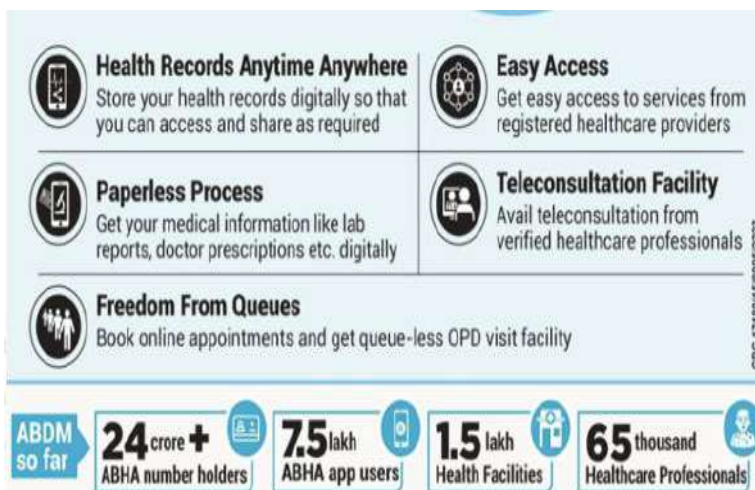 Health Records Anytime Anywhere
Store your health records digitally so that
you can access and share as required
Easy Access
Get easy access to services from
registered healthcare providers
Paperless Process
Get your medical information like lab
reports, doctor prescriptions etc. digitally
Teleconsultation Facility
Avail teleconsultation from
verified healthcare professionals
Freedom From Queues
Book online appointments and get queue-less OPD visit facility
ABDM
so far
24 crore +
ABHA number holders
7.5 lakh
ABHA app users
1.5 lakh
Health Facilities
65 thousand
Healthcare Professionals